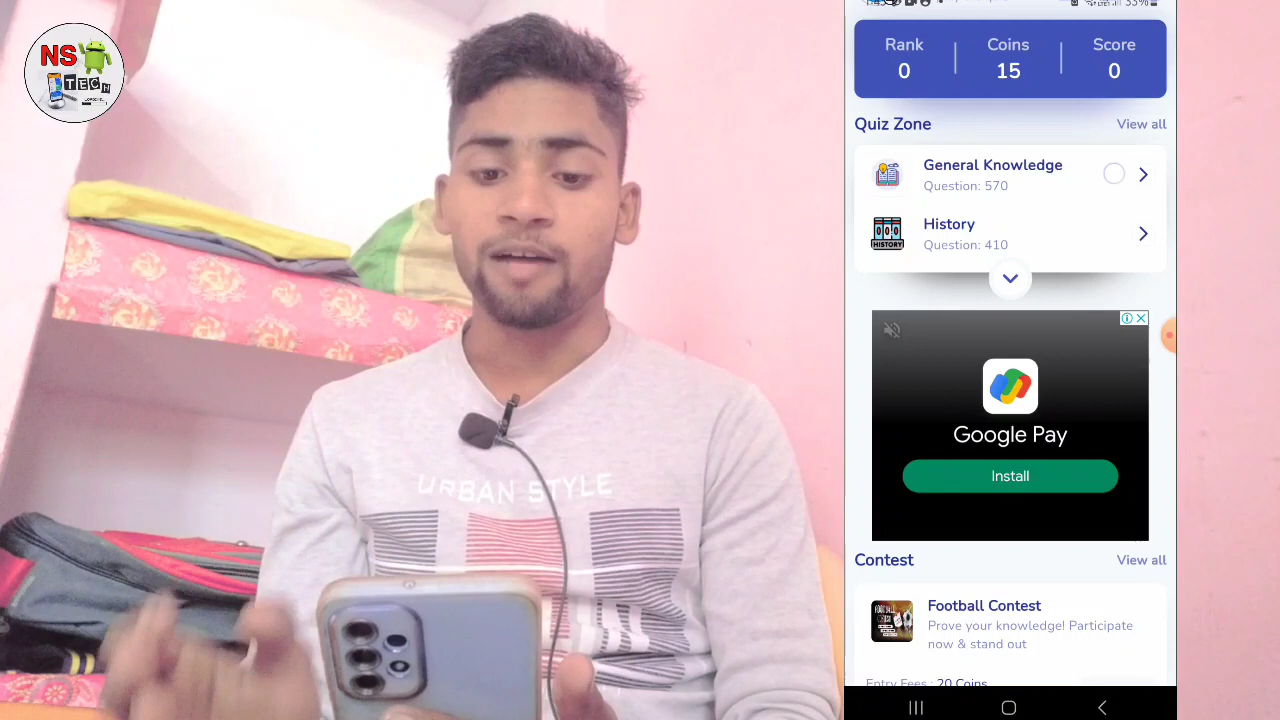 NS
TECH
URBAN STYLE
33%
Rank
Coins
Score
0
15
0
Quiz Zone
View all
General Knowledge
Question: 570
HISTORY
History
Question: 410
Google Pay
Install
Contest
View all
Football Contest
Prove your knowledge! Participate
now & stand out
Entry Fees : 20 Coins